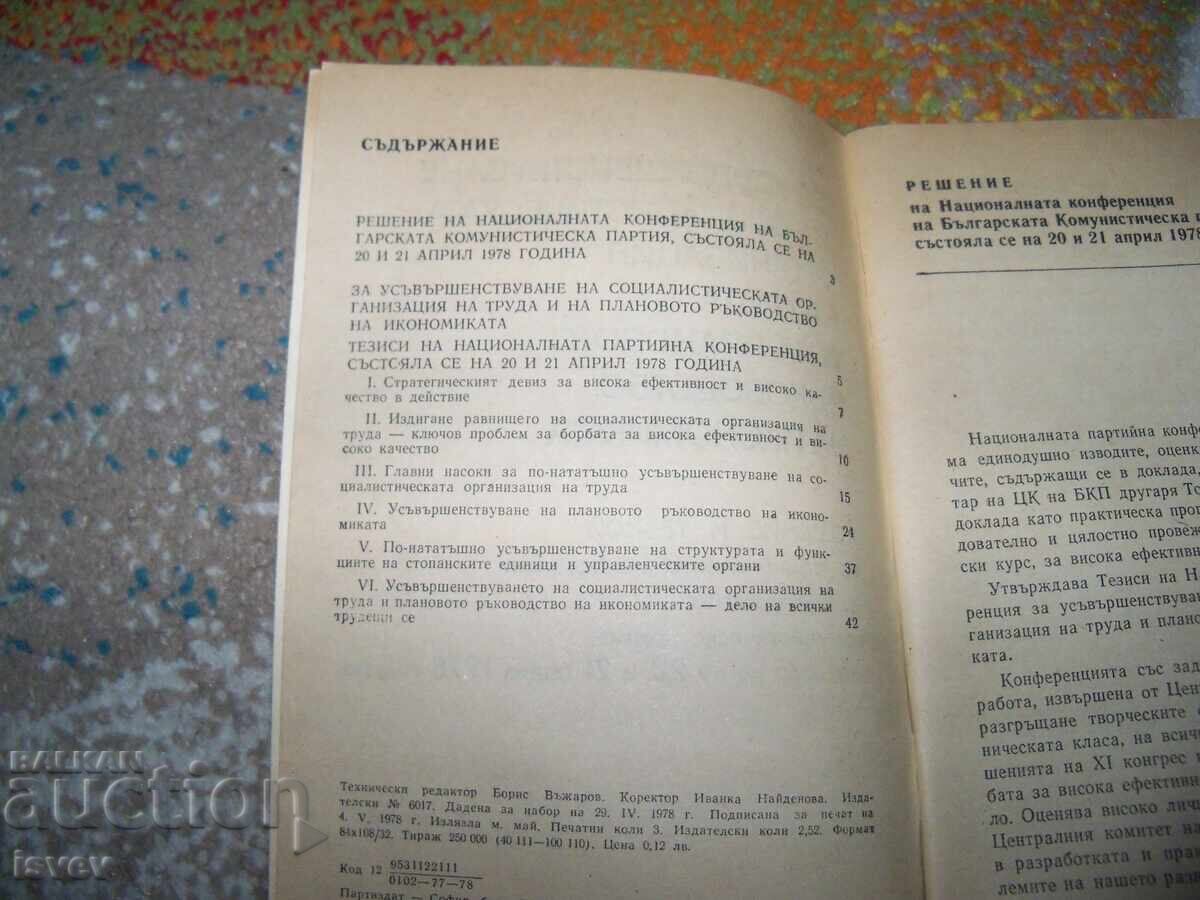 СЪДЪРЖАНИЕ
РЕШЕНИЕ НА НАЦИОНАЛНАТА КОНФЕРЕНЦИЯ НА БЪЛ-
ГАРСКАТА КОМУНИСТИЧЕСКА ПАРТИЯ, СЪСТОЯЛА СЕ НА
20 И 21 АПРИЛ 1978 ГОДИНА
3
ЗА УСЪВЪРШЕНСТВУВАНЕ НА СОЦИАЛИСТИЧЕСКАТА ОР-
ГАНИЗАЦИЯ НА ТРУДА И НА ПЛАНОВОТО РЪКОВОДСТВО
НА ИКОНОМИКАТА
ТЕЗИСИ НА НАЦИОНАЛНАТА ПАРТИЙНА КОНФЕРЕНЦИЯ,
СЪСТОЯЛА СЕ НА 20 И 21 АПРИЛ 1978 ГОДИНА
5
I. Стратегическият девиз за висока ефективност и високо ка-
чество в действие
7
II. Издигане равнището на социалистическата организация на
труда — ключов проблем за борбата за висока ефективност и ви-
соко качество
10
III. Главни насоки за по-нататъшно усъвършенствуване на со-
циалистическата организация на труда
15
IV. Усъвършенствуване на плановото ръководство на иконо-
миката
24
V. По-нататъшно усъвършенствуване на структурата и функ-
циите на стопанските единици и управленческите органи
37
VI. Усъвършенствуването на социалистическата организация на
труда и плановото ръководство на икономиката — дело на всички
трудещи се
42
Технически редактор Борис Въжаров. Коректор Иванка Найденова. Изда-
телски № 6017. Дадена за набор на 29. IV. 1978 г. Подписана за печат на
4. V. 1978 г. Излязла м. май. Печатни коли 3. Издателски коли 2,52. Формат
84х108/32. Тираж 250 000 (40 111—100 110). Цена 0,12 лв.
Код 12 9531122111
0102—77—78
Партиздат — София
РЕШЕНИЕ
на Националната конференция
на Българската Комунистическа
състояла се на 20 и 21 април 1978
Националната партийна конф
ма единодушно изводите, оценк
чите, съдържащи се в доклада,
тар на ЦК на БКП другаря То
доклада като практическа прог
дователно и цялостно провеж
ски курс, за висока ефективн
Утвърждава Тезиси на Н
ренция за усъвършенствуван
ганизация на труда и плано
ката.
Конференцията със зад
работа, извършена от Цент
разгръщане творческите
ническата класа, на всич
шенията на XI конгрес
бата за висока ефектив
ло. Оценява високо лич
Централния комитет на
в разработката и прак
лемите на нашето разв
BALKAN
auction
isvev